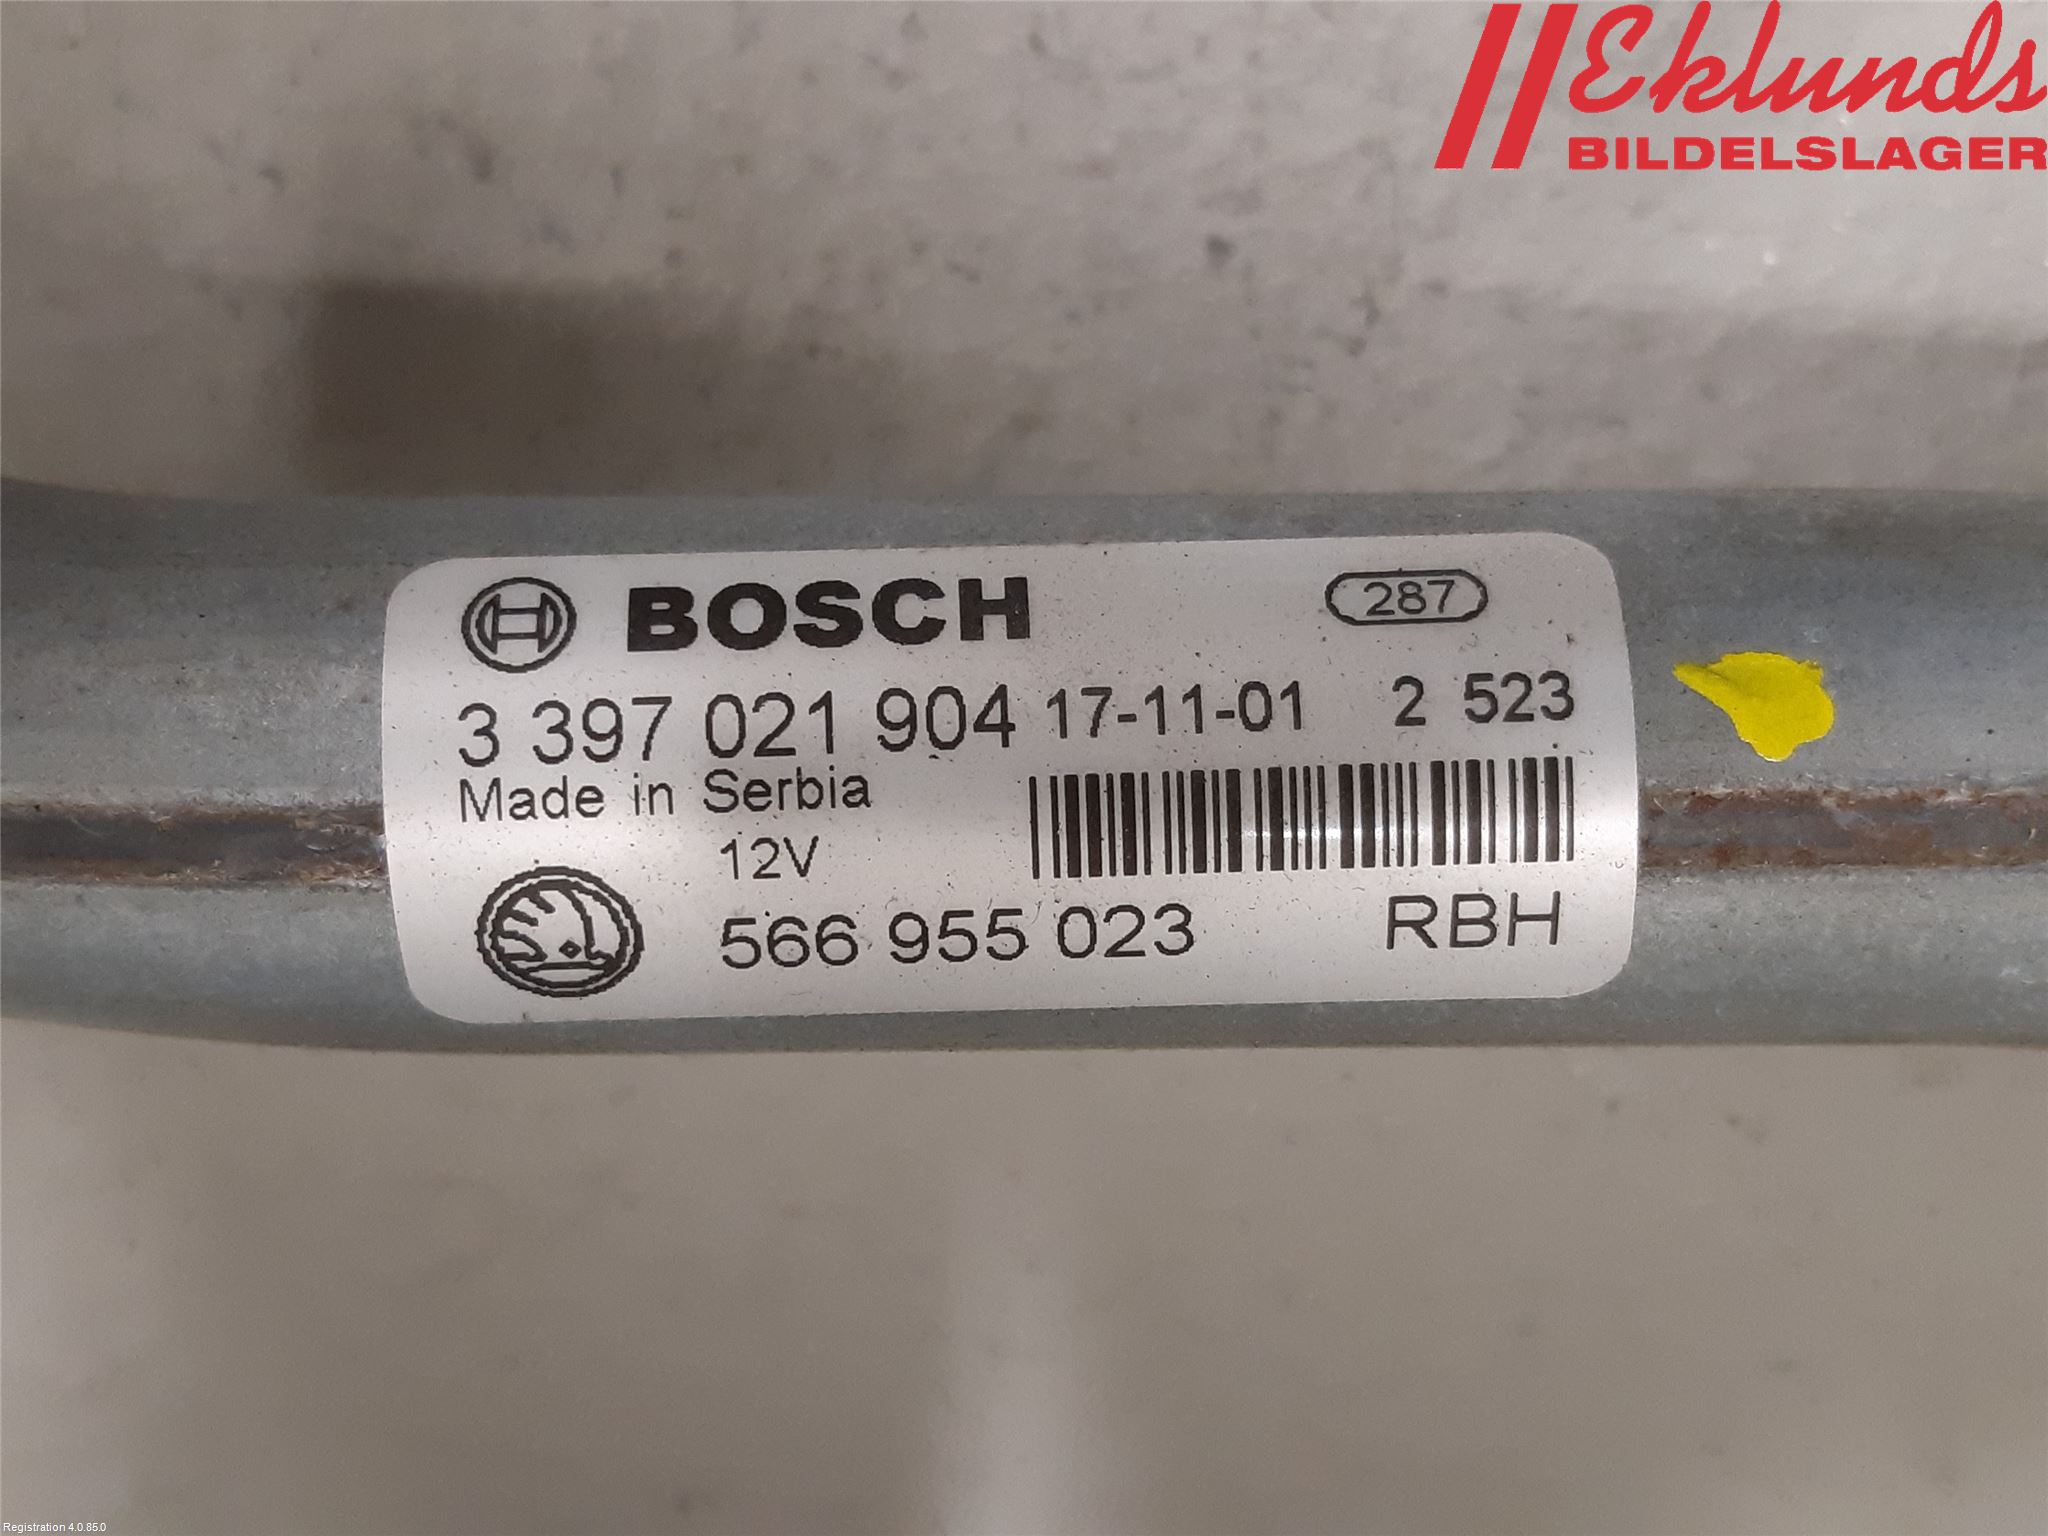 Eklunds
BILDELSLAGER
BOSCH 287
3 397 021 904 17-11-01 2 523
Made in Serbia
12V
566 955 023 RBH
Registration 4.0.85.0